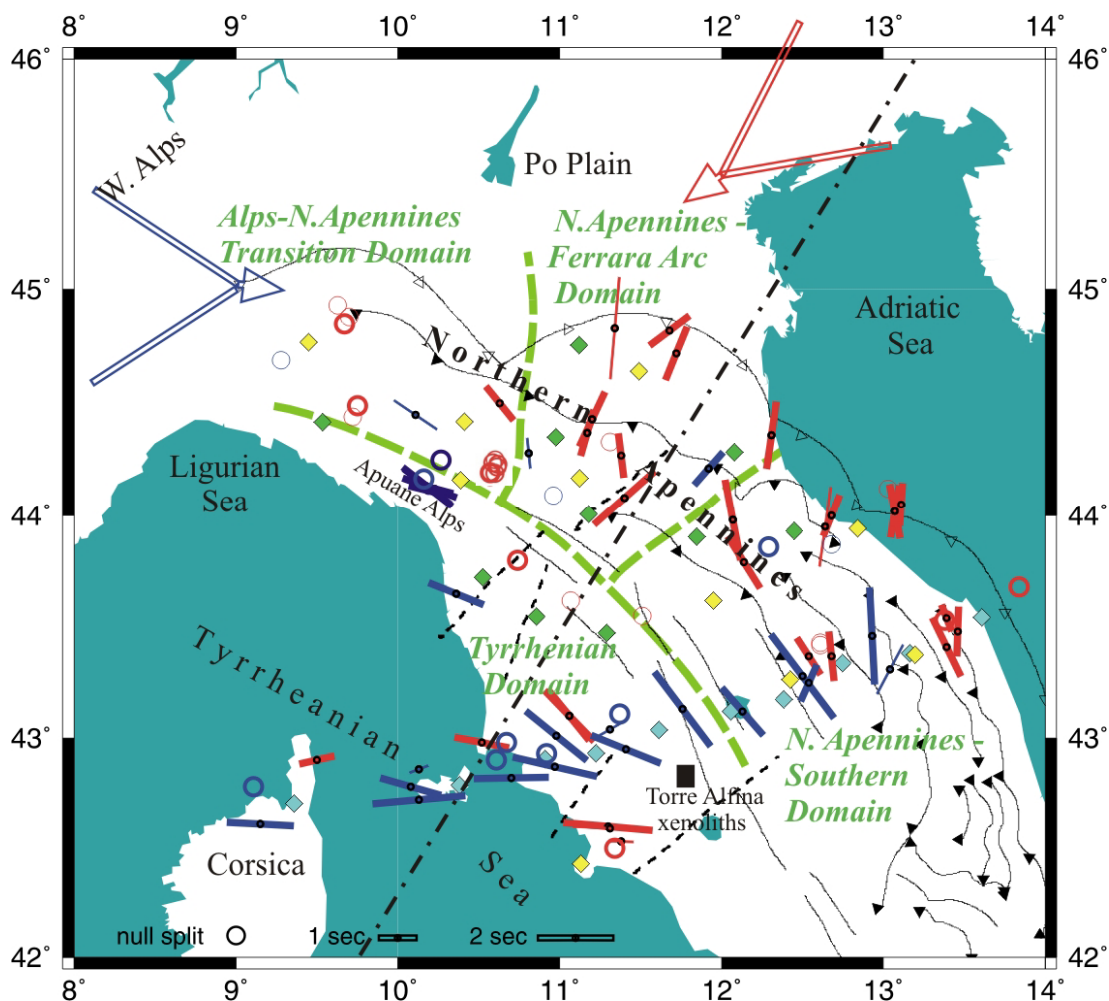 8˚ 9˚ 10˚ 11˚ 12˚ 13˚ 14˚
46˚ 46˚
W. Alps
Po Plain
Alps-N.Apennines
Transition Domain
N.Apennines -
Ferrara Arc
Domain
45˚ 45˚
Adriatic
Sea
Northern
Apennines
Ligurian
Sea
Apuane Alps
44˚ 44˚
Tyrrheanian
Sea
Tyrrhenian
Domain
43˚ 43˚
N. Apennines -
Southern
Domain
Torre Alfina
xenoliths
Corsica
null split 1 sec 2 sec
42˚ 42˚
8˚ 9˚ 10˚ 11˚ 12˚ 13˚ 14˚